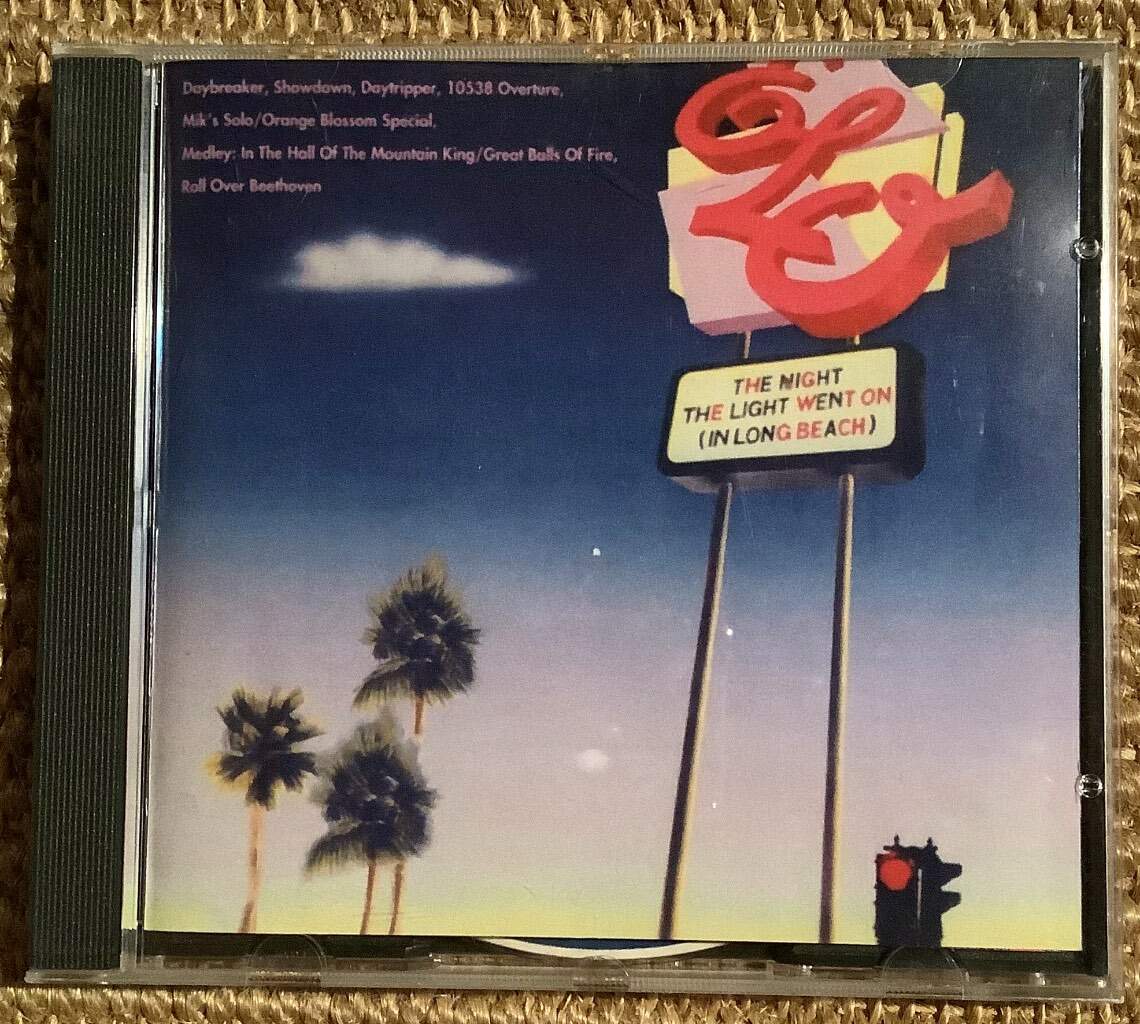 Daybreaker, Showdown, Daytripper, 10538 Overture,
Mik's Solo/Orange Blossom Special,
Medley: In The Hall Of The Mountain King/Great Balls Of Fire,
Roll Over Beethoven
ELO
THE NIGHT
THE LIGHT WENT ON
(IN LONG BEACH)